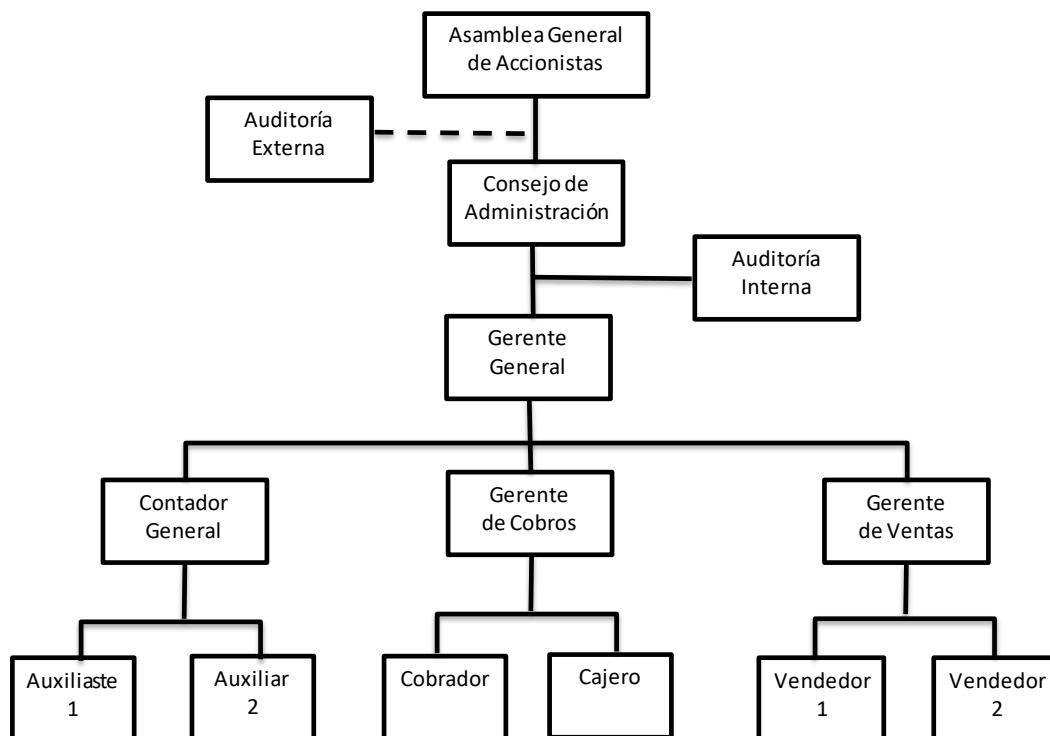 Asamblea General
de Accionistas
Auditoría
Externa
Consejo de
Administración
Auditoría
Interna
Gerente
General
Contador
General
Gerente
de Cobros
Gerente
de Ventas
Auxiliaste
1
Auxiliar
2
Cobrador
Cajero
Vendedor
1
Vendedor
2